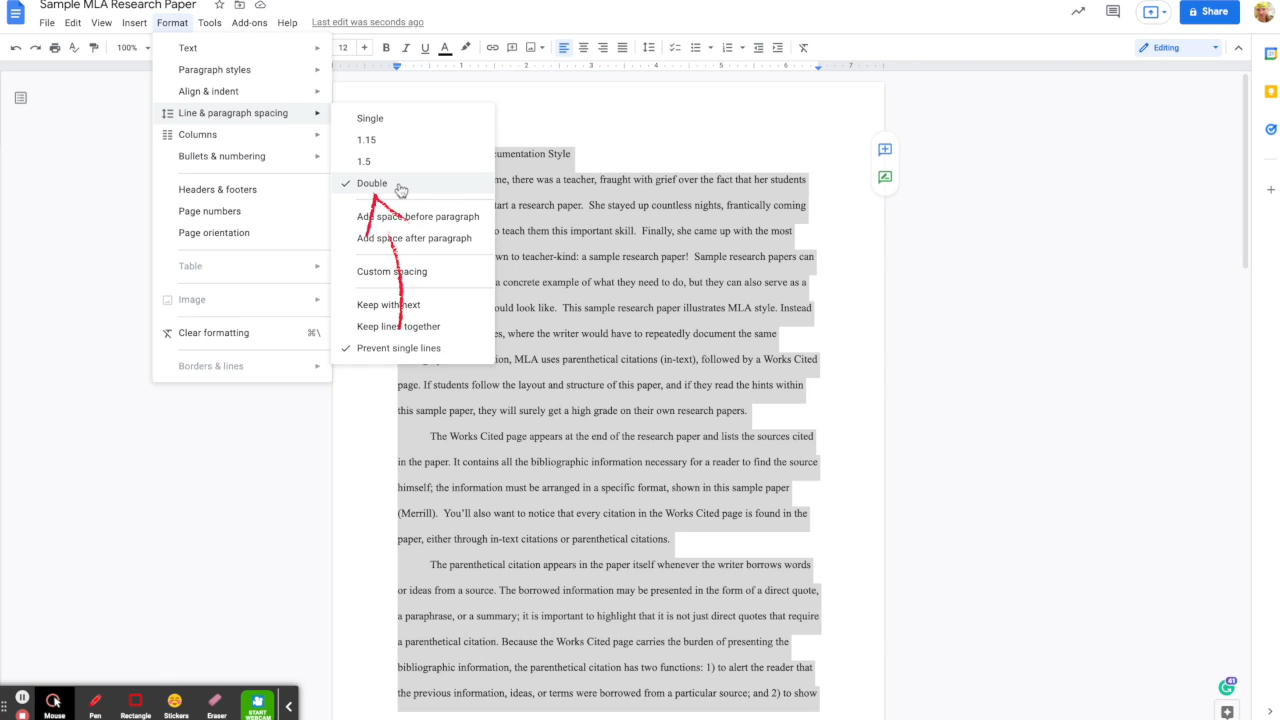 Sample MLA Research Paper
File Edit View Insert Format Tools Add-ons Help Last edit was seconds ago
Share
100% 12 B I U A Editing
1 2 3 4 5 6 7
Text
Paragraph styles
Align & indent
Line & paragraph spacing
Columns
Bullets & numbering
Headers & footers
Page numbers
Page orientation
Table
Image
Clear formatting ⌘\
Borders & lines
Single
1.15
1.5
Double
Add space before paragraph
Add space after paragraph
Custom spacing
Keep with next
Keep lines together
Prevent single lines
cumentation Style
me, there was a teacher, fraught with grief over the fact that her students
tart a research paper. She stayed up countless nights, frantically coming
to teach them this important skill. Finally, she came up with the most
wn to teacher-kind: a sample research paper! Sample research papers can
a concrete example of what they need to do, but they can also serve as a
ould look like. This sample research paper illustrates MLA style. Instead
es, where the writer would have to repeatedly document the same
ion, MLA uses parenthetical citations (in-text), followed by a Works Cited
page. If students follow the layout and structure of this paper, and if they read the hints within
this sample paper, they will surely get a high grade on their own research papers.
The Works Cited page appears at the end of the research paper and lists the sources cited
in the paper. It contains all the bibliographic information necessary for a reader to find the source
himself; the information must be arranged in a specific format, shown in this sample paper
(Merrill). You'll also want to notice that every citation in the Works Cited page is found in the
paper, either through in-text citations or parenthetical citations.
The parenthetical citation appears in the paper itself whenever the writer borrows words
or ideas from a source. The borrowed information may be presented in the form of a direct quote,
a paraphrase, or a summary; it is important to highlight that it is not just direct quotes that require
a parenthetical citation. Because the Works Cited page carries the burden of presenting the
bibliographic information, the parenthetical citation has two functions: 1) to alert the reader that
the previous information, ideas, or terms were borrowed from a particular source; and 2) to show
41
Mouse Pen Rectangle Stickers Eraser START WEBCAM